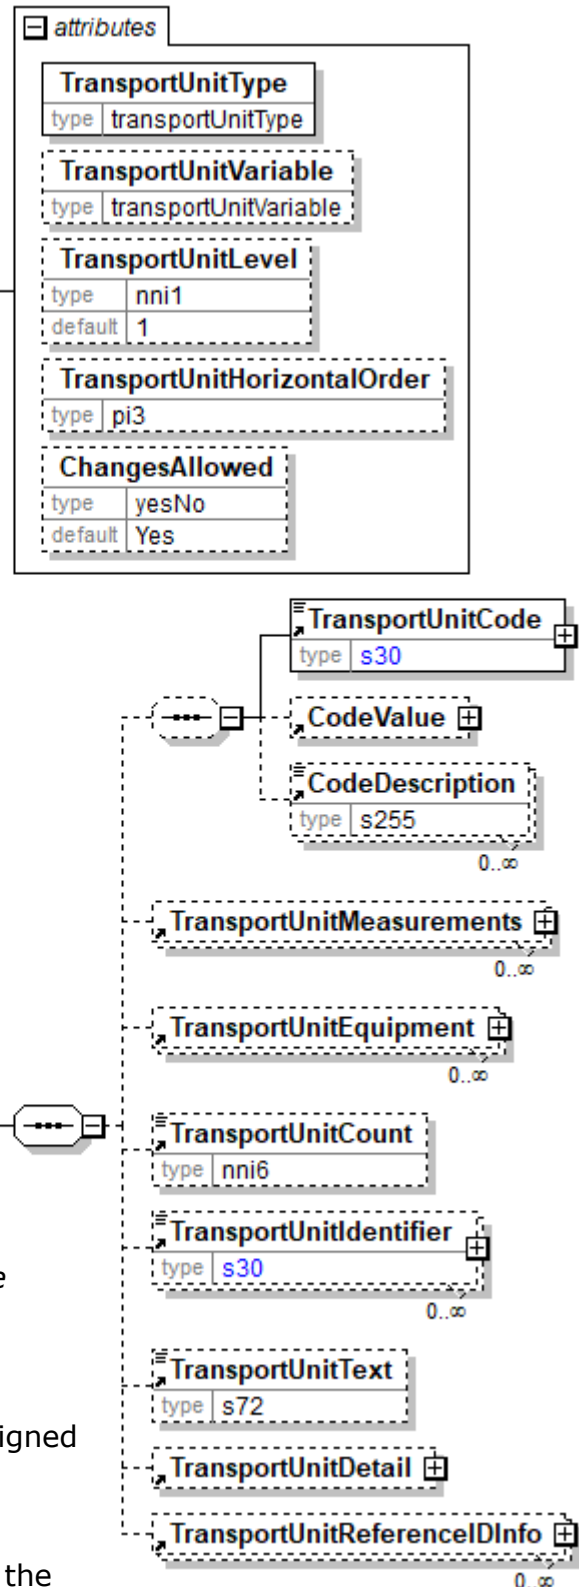 attributes
TransportUnitType
type transportUnitType
TransportUnitVariable
type transportUnitVariable
TransportUnitLevel
type nni1
default 1
TransportUnitHorizontalOrder
type pi3
ChangesAllowed
type yesNo
default Yes
TransportUnitCode
type s30
CodeValue
CodeDescription
type s255
0..∞
TransportUnitMeasurements
0..∞
TransportUnitEquipment
0..∞
TransportUnitCount
type nni6
TransportUnitIdentifier
type s30
e
0..∞
TransportUnitText
type s72
igned
TransportUnitDetail
TransportUnitReferenceIDInfo
the
0..∞